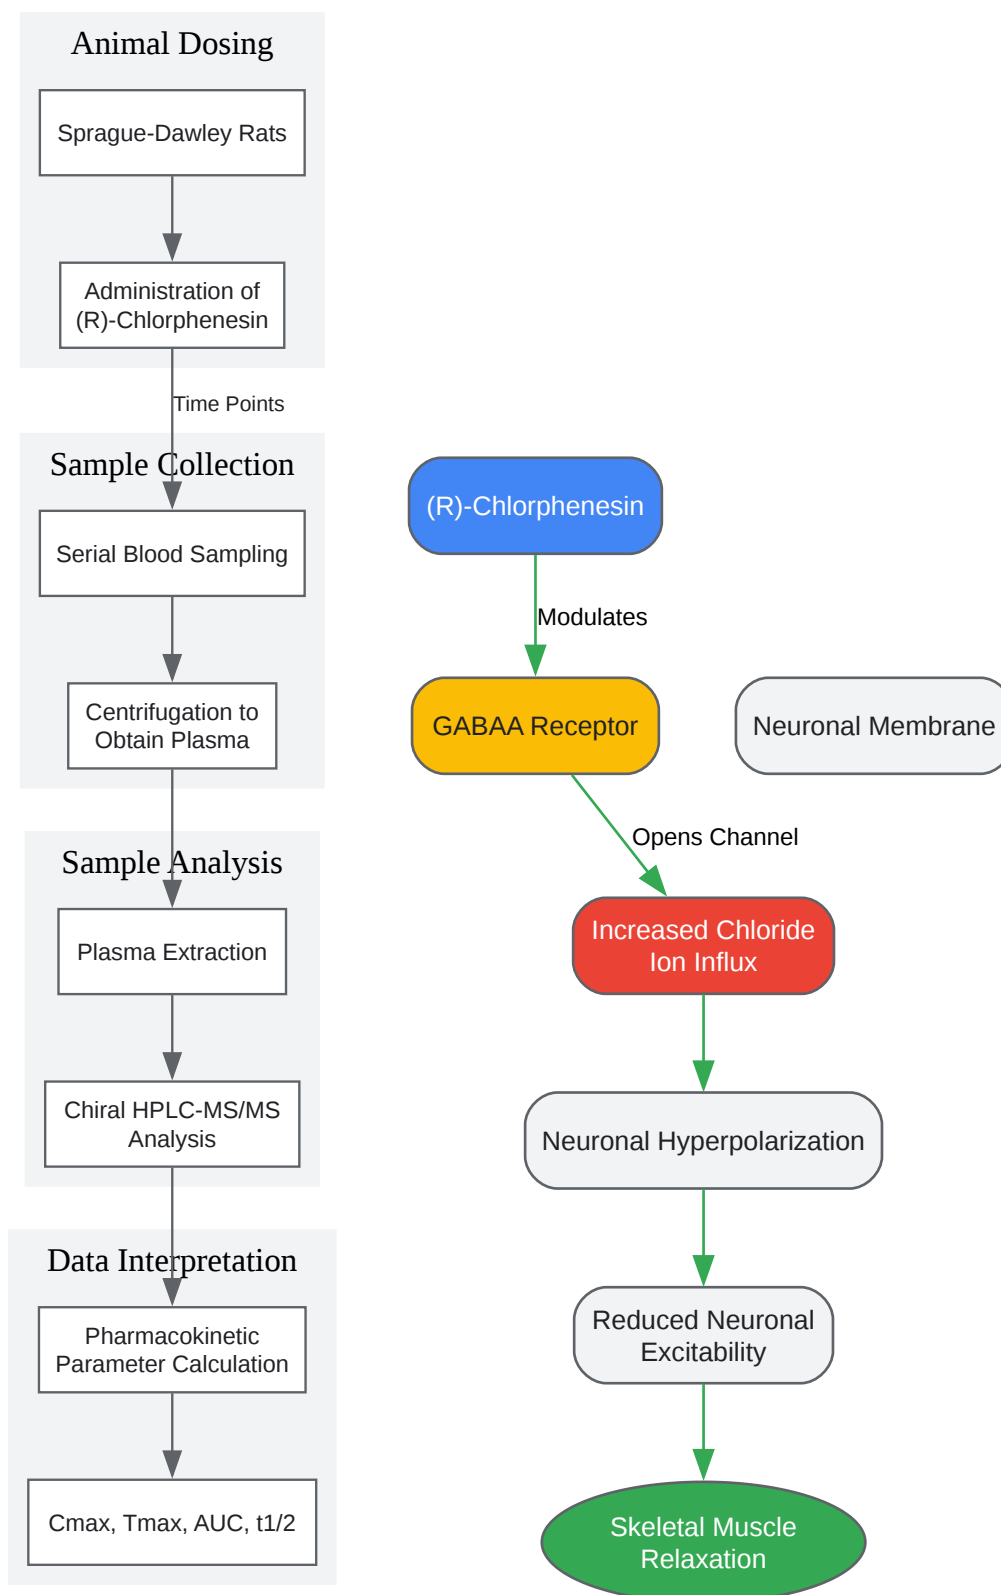 Animal Dosing
Sprague-Dawley Rats
Administration of
(R)-Chlorphenesin
Time Points
Sample Collection
Serial Blood Sampling
Centrifugation to
Obtain Plasma
Sample Analysis
Plasma Extraction
Chiral HPLC-MS/MS
Analysis
Data Interpretation
Pharmacokinetic
Parameter Calculation
Cmax, Tmax, AUC, t1/2
(R)-Chlorphenesin
Modulates
GABAA Receptor
Neuronal Membrane
Opens Channel
Increased Chloride
Ion Influx
Neuronal Hyperpolarization
Reduced Neuronal
Excitability
Skeletal Muscle
Relaxation